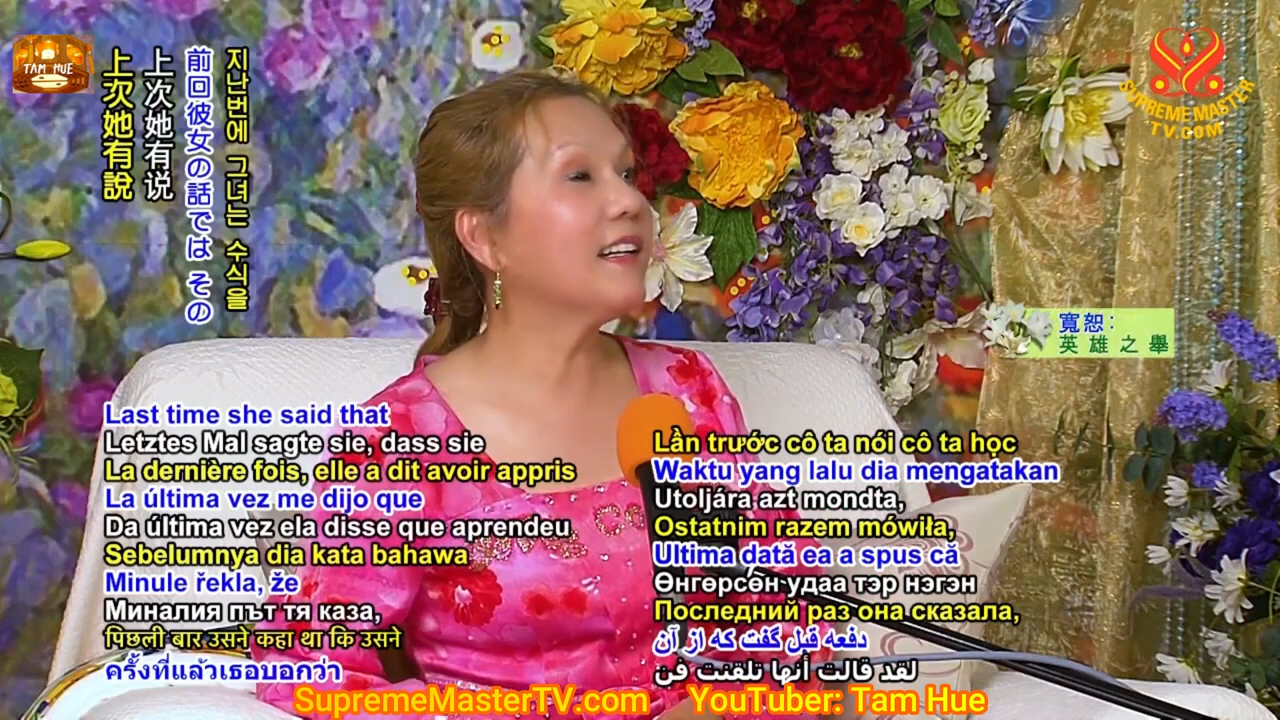 TAM HUE
SUPREME MASTER
TV.COM
上次她有說
上次她有说
前回彼女の話では その
지난번에 그녀는 수식을
寬恕：
英雄之舉
Last time she said that
Letztes Mal sagte sie, dass sie
La dernière fois, elle a dit avoir appris
La última vez me dijo que
Da última vez ela disse que aprendeu
Sebelumnya dia kata bahawa
Minule řekla, že
Миналия път тя каза,
पिछली बार उसने कहा था कि उसने
ครั้งที่แล้วเธอบอกว่า
Lần trước cô ta nói cô ta học
Waktu yang lalu dia mengatakan
Utoljára azt mondta,
Ostatnim razem mówiła,
Ultima dată ea a spus că
Өнгөрсөн удаа тэр нэгэн
Последний раз она сказала,
دفعه قبل گفت که از آن
لقد قالت أنها تلقنت فن
SupremeMasterTV.com
YouTuber: Tam Hue